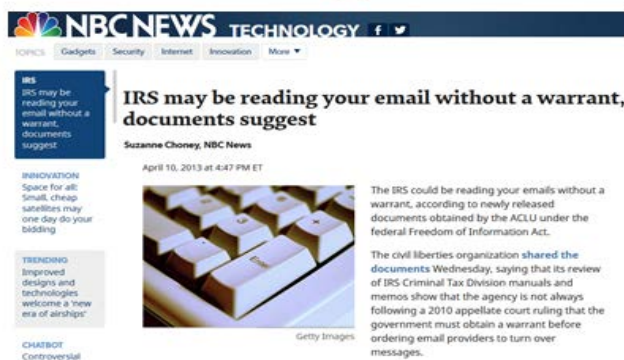 NBC NEWS TECHNOLOGY f
TOPICS Gadgets Security Internet Innovation More ▼
IRS
IRS may be
reading your
email without a
warrant,
documents
suggest
INNOVATION
Space for all:
Small, cheap
satellites may
one day do your
bidding
TRENDING
Improved
designs and
technologies
welcome a 'new
era of airships'
CHATBOT
Controversial
IRS may be reading your email without a warrant,
documents suggest
Suzanne Choney, NBC News
April 10, 2013 at 4:47 PM ET
Enter
Getty Images
The IRS could be reading your emails without a
warrant, according to newly released
documents obtained by the ACLU under the
federal Freedom of Information Act.
The civil liberties organization shared the
documents Wednesday, saying that its review
of IRS Criminal Tax Division manuals and
memos show that the agency is not always
following a 2010 appellate court ruling that the
government must obtain a warrant before
ordering email providers to turn over
messages.